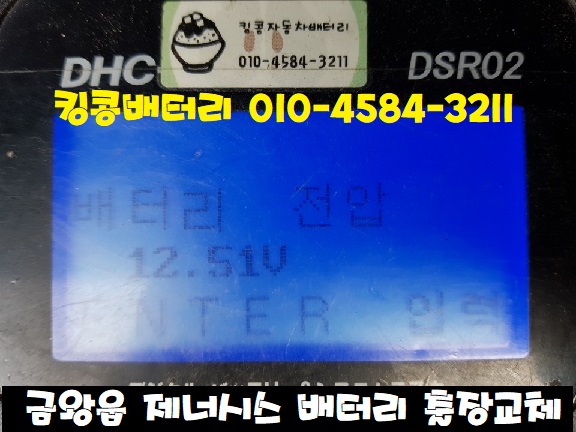 킹콩자동차배터리
010-4584-3211
DHC
DSR02
킹콩배터리 010-4584-3211
배터리 전압
12.51V
ENTER 입력
금왕읍 제너시스 배터리 출장교체